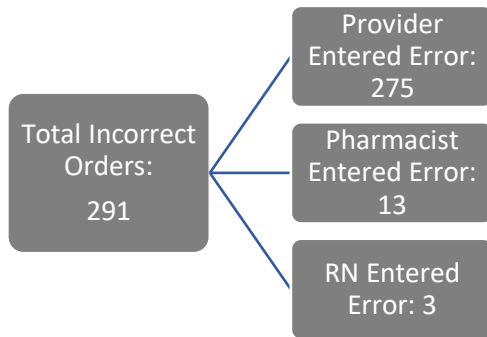 Total Incorrect
Orders:
291
Provider
Entered Error:
275
Pharmacist
Entered Error:
13
RN Entered
Error: 3